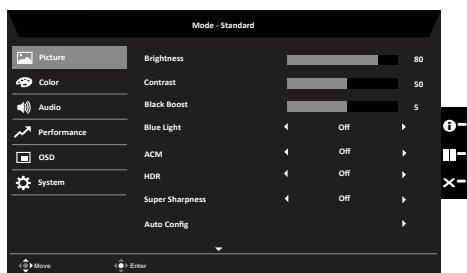 Mode - Standard
Picture
Color
Audio
Performance
OSD
System
Brightness 80
Contrast 50
Black Boost 5
Blue Light Off
ACM Off
HDR Off
Super Sharpness Off
Auto Config
Move Enter